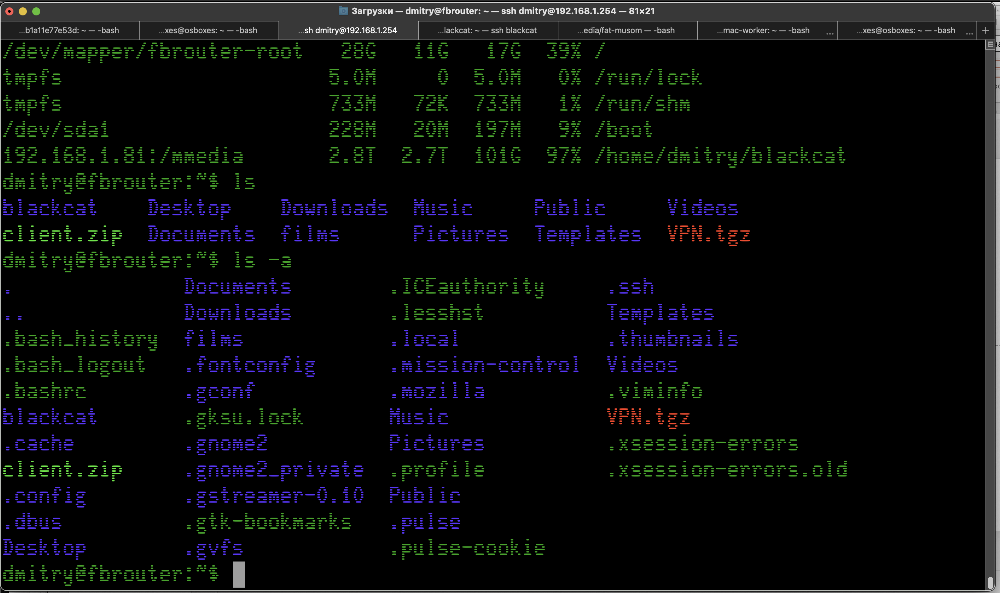 Загрузки — dmitry@fbrouter: ~ — ssh dmitry@192.168.1.254 — 81×21
...b1a11e77e53d: ~ — -bash ...xes@osboxes: ~ — -bash ...sh dmitry@192.168.1.254 ...lackcat: ~ — ssh blackcat ...edia/fat-musom — -bash ...mac-worker: ~ — -bash ... ...xes@osboxes: ~ — -bash ... +
/dev/mapper/fbrouter-root 28G 11G 17G 39% /
tmpfs 5.0M 0 5.0M 0% /run/lock
tmpfs 733M 72K 733M 1% /run/shm
/dev/sda1 228M 20M 197M 9% /boot
192.168.1.81:/mmedia 2.8T 2.7T 101G 97% /home/dmitry/blackcat
dmitry@fbrouter:~$ ls
blackcat Desktop Downloads Music Public Videos
client.zip Documents films Pictures Templates VPN.tgz
dmitry@fbrouter:~$ ls -a
. Documents .ICEauthority .ssh
.. Downloads .lesshst Templates
.bash_history films .local .thumbnails
.bash_logout .fontconfig .mission-control Videos
.bashrc .gconf .mozilla .viminfo
blackcat .gksu.lock Music VPN.tgz
.cache .gnome2 Pictures .xsession-errors
client.zip .gnome2_private .profile .xsession-errors.old
.config .gstreamer-0.10 Public
.dbus .gtk-bookmarks .pulse
Desktop .gvfs .pulse-cookie
dmitry@fbrouter:~$